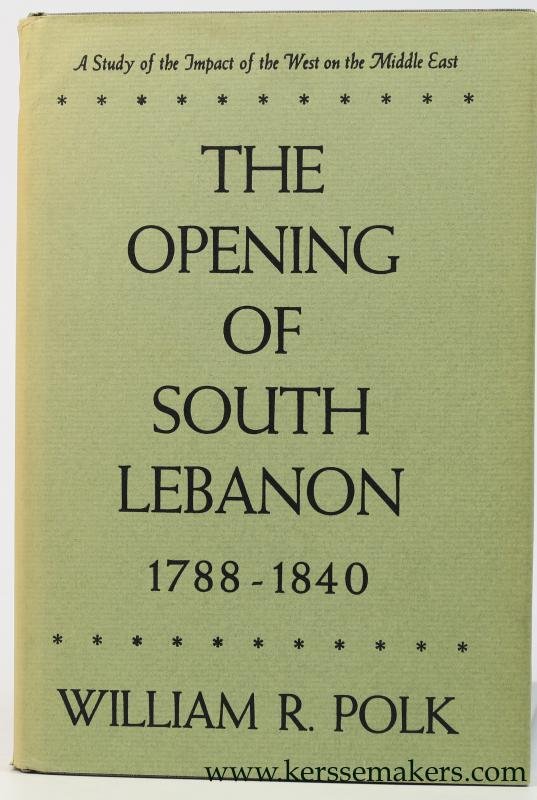 A Study of the Impact of the West on the Middle East
* * * * * * * * * * *
THE
OPENING
OF
SOUTH
LEBANON
1788-1840
* * * * * * * * * * *
WILLIAM R. POLK
www.kerssemakers.com